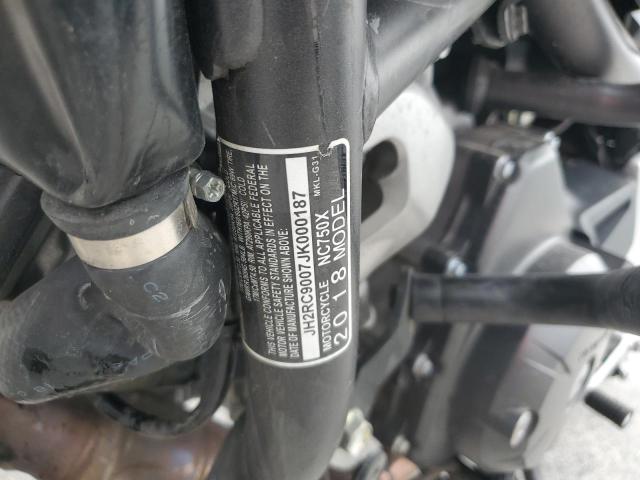 THIS VEHICLE CONFORMS TO ALL APPLICABLE FEDERAL
MOTOR VEHICLE SAFETY STANDARDS IN EFFECT ON THE
DATE OF MANUFACTURE SHOWN ABOVE.
JH2RC9007JK000187 MKL-G31
MOTORCYCLE NC750X
2018 MODEL